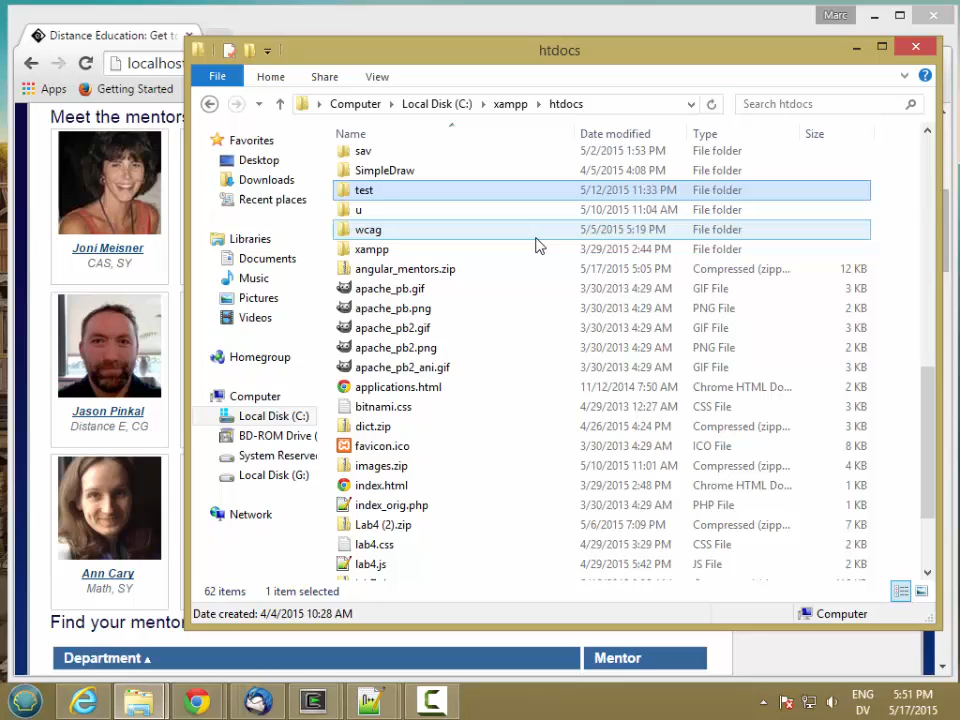 Marc
Distance Education: Get to
localhost
Apps Getting Started
Meet the mentors
Joni Meisner
CAS, SY
Jason Pinkal
Distance E, CG
Ann Cary
Math, SY
Find your mento
Department ▴ Mentor
htdocs
File Home Share View
Computer Local Disk (C:) xampp htdocs
Search htdocs
Favorites
Desktop
Downloads
Recent places
Libraries
Documents
Music
Pictures
Videos
Homegroup
Computer
Local Disk (C:)
BD-ROM Drive (
System Reserve
Local Disk (G:)
Network
Name Date modified Type Size
sav 5/2/2015 1:53 PM File folder
SimpleDraw 4/5/2015 4:08 PM File folder
test 5/12/2015 11:33 PM File folder
u 5/10/2015 11:04 AM File folder
wcag 5/5/2015 5:19 PM File folder
xampp 3/29/2015 2:44 PM File folder
angular_mentors.zip 5/17/2015 5:05 PM Compressed (zipp... 12 KB
apache_pb.gif 3/30/2013 4:29 AM GIF File 3 KB
apache_pb.png 3/30/2013 4:29 AM PNG File 3 KB
apache_pb2.gif 3/30/2013 4:29 AM GIF File 3 KB
apache_pb2.png 3/30/2013 4:29 AM PNG File 2 KB
apache_pb2_ani.gif 3/30/2013 4:29 AM GIF File 3 KB
applications.html 11/12/2014 7:50 AM Chrome HTML Do... 3 KB
bitnami.css 4/29/2013 12:27 AM CSS File 3 KB
dict.zip 4/26/2015 4:24 PM Compressed (zipp... 2 KB
favicon.ico 3/30/2013 4:29 AM ICO File 8 KB
images.zip 5/10/2015 11:01 AM Compressed (zipp... 4 KB
index.html 3/29/2015 2:48 PM Chrome HTML Do... 1 KB
index_orig.php 3/30/2013 4:29 AM PHP File 1 KB
Lab4 (2).zip 5/6/2015 7:09 PM Compressed (zipp... 7 KB
lab4.css 4/29/2015 3:29 PM CSS File 2 KB
lab4.js 4/29/2015 5:42 PM JS File 2 KB
62 items 1 item selected
Date created: 4/4/2015 10:28 AM Computer
ENG
DV
5:51 PM
5/17/2015